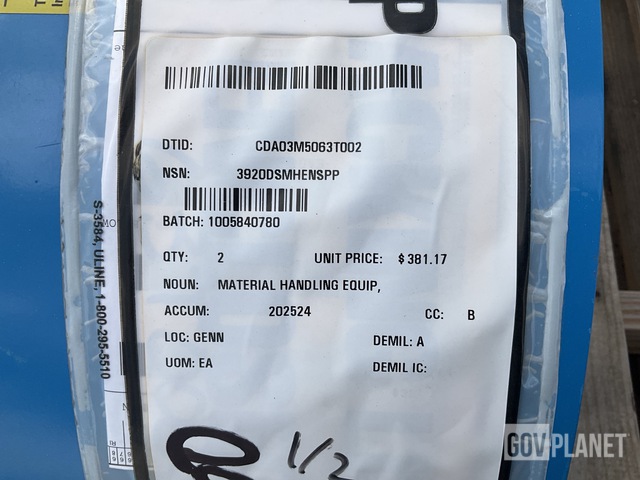 P
DTID: CDA03M5063T002
NSN: 3920DSMHENSPP
BATCH: 1005840780
QTY: 2 UNIT PRICE: $381.17
NOUN: MATERIAL HANDLING EQUIP,
ACCUM: 202524 CC: B
LOC: GENN DEMIL: A
UOM: EA DEMIL IC:
1/2
S-3584, ULINE, 1-800-295-5510
GOVPLANET